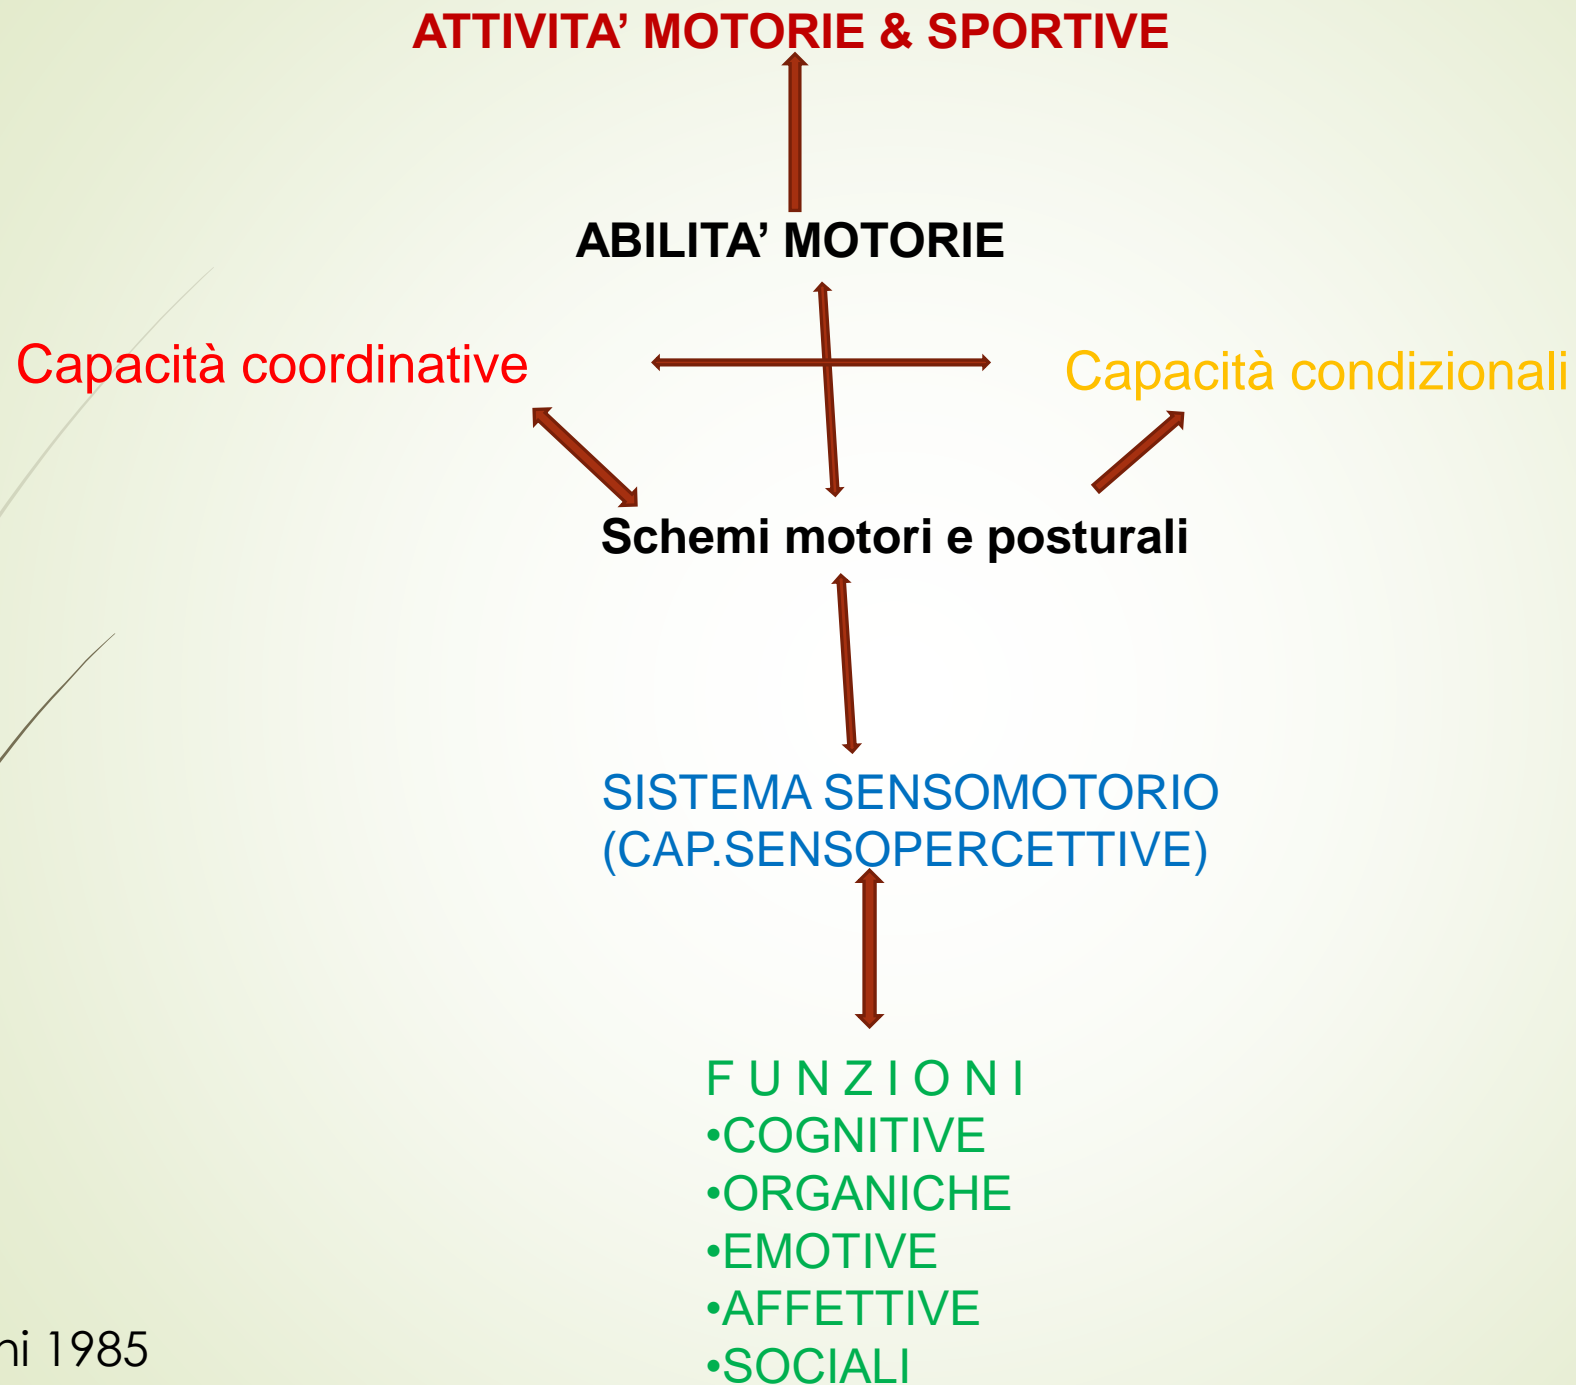 ATTIVITA’ MOTORIE & SPORTIVE
ABILITA’ MOTORIE
Capacità coordinative
Capacità condizionali
Schemi motori e posturali
SISTEMA SENSOMOTORIO
(CAP.SENSOPERCETTIVE)
F U N Z I O N I
•COGNITIVE
•ORGANICHE
•EMOTIVE
•AFFETTIVE
•SOCIALI
1985